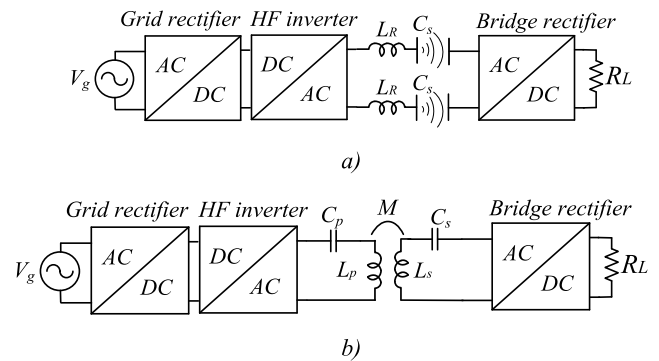 Grid rectifier HF inverter Bridge rectifier
L_R C_s
V_g AC DC DC AC AC DC R_L
L_R C_s
a)
Grid rectifier HF inverter Bridge rectifier
C_p M C_s
V_g AC DC DC AC L_p L_s AC DC R_L
b)